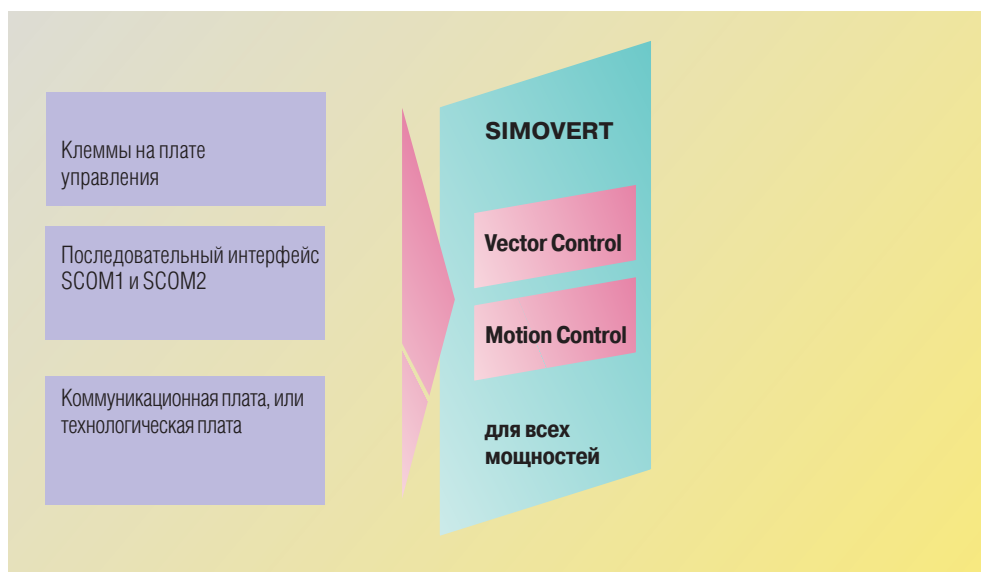 Клеммы на плате
управления
Последовательный интерфейс
SCOM1 и SCOM2
Коммуникационная плата, или
технологическая плата
SIMOVERT
Vector Control
Motion Control
для всех
мощностей